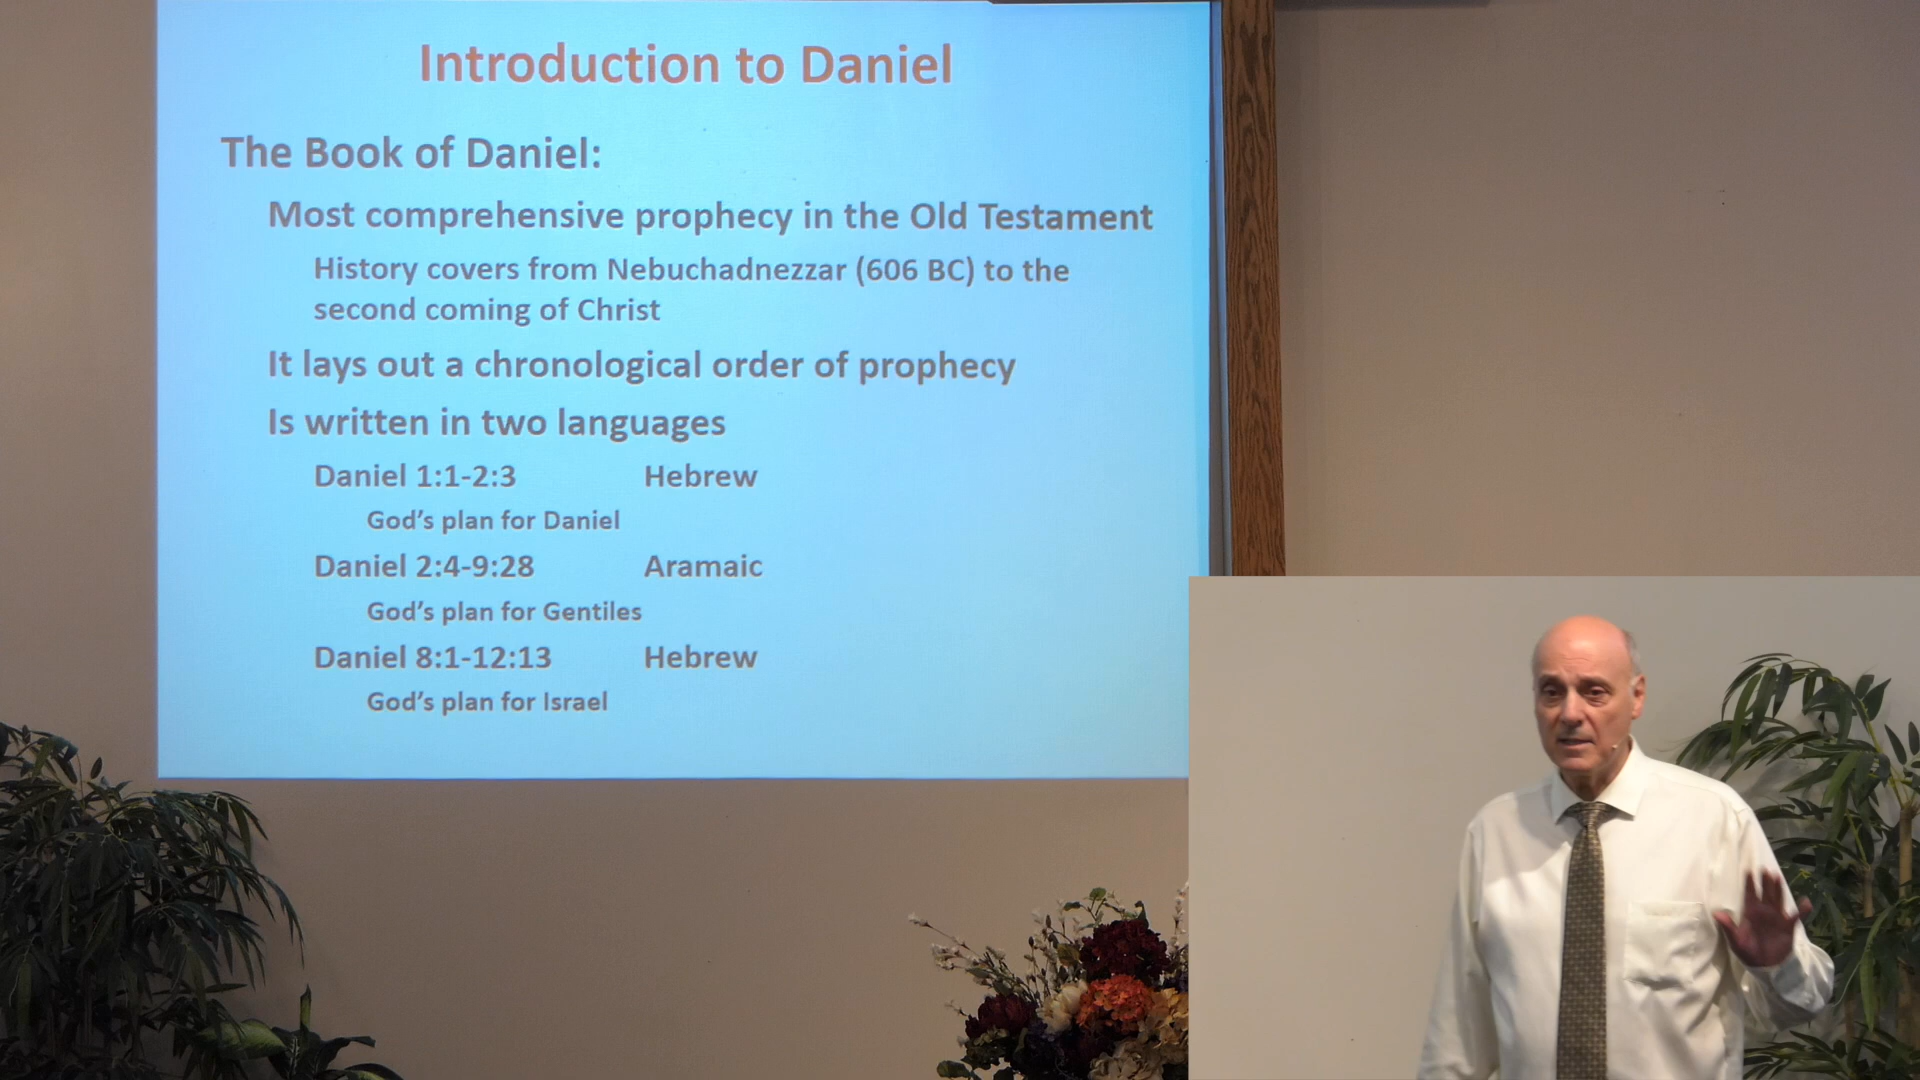 Introduction to Daniel
The Book of Daniel:
Most comprehensive prophecy in the Old Testament
History covers from Nebuchadnezzar (606 BC) to the
second coming of Christ
It lays out a chronological order of prophecy
Is written in two languages
Daniel 1:1-2:3 Hebrew
God's plan for Daniel
Daniel 2:4-9:28 Aramaic
God's plan for Gentiles
Daniel 8:1-12:13 Hebrew
God's plan for Israel